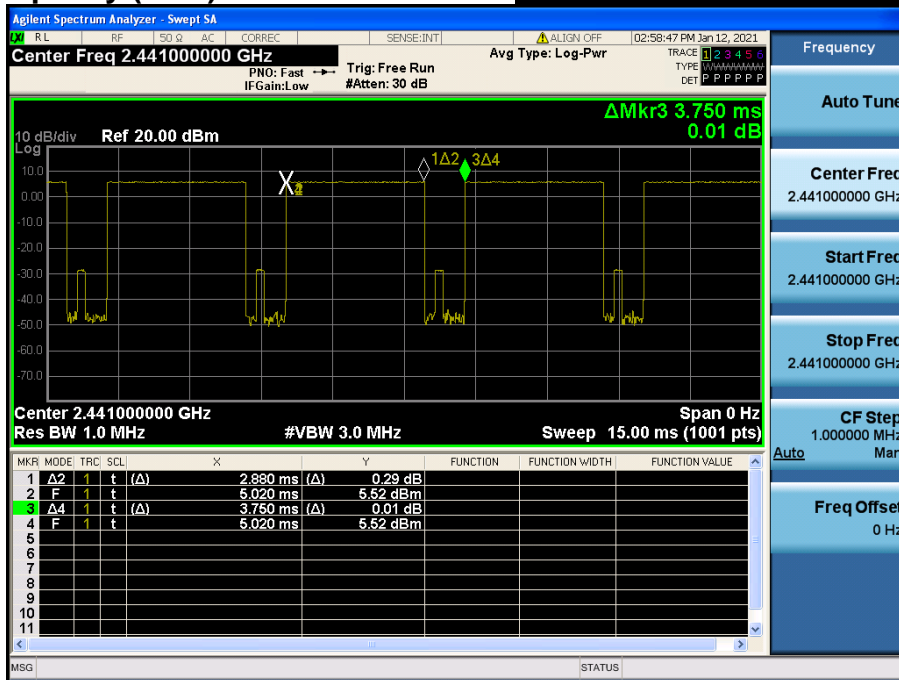 Agilent Spectrum Analyzer - Swept SA
LXI RL RF 50 Ω AC CORREC SENSE:INT ALIGN OFF 02:58:47 PM Jan 12, 2021
Center Freq 2.441000000 GHz
PNO: Fast
IFGain:Low
Trig: Free Run
#Atten: 30 dB
Avg Type: Log-Pwr
TRACE 1 2 3 4 5 6
TYPE WWWWWW
DET P P P P P P
ΔMkr3 3.750 ms
0.01 dB
10 dB/div Ref 20.00 dBm
Log
10.0
0.00
-10.0
-20.0
-30.0
-40.0
-50.0
-60.0
-70.0
1Δ2 3Δ4
Center 2.441000000 GHz Span 0 Hz
Res BW 1.0 MHz #VBW 3.0 MHz Sweep 15.00 ms (1001 pts)
MKR MODE TRC SCL X Y FUNCTION FUNCTION WIDTH FUNCTION VALUE
1 Δ2 1 t (Δ) 2.880 ms (Δ) 0.29 dB
2 F 1 t 5.020 ms 5.52 dBm
3 Δ4 1 t (Δ) 3.750 ms (Δ) 0.01 dB
4 F 1 t 5.020 ms 5.52 dBm
5
6
7
8
9
10
11
MSG STATUS
Frequency
Auto Tune
Center Freq
2.441000000 GHz
Start Freq
2.441000000 GHz
Stop Freq
2.441000000 GHz
CF Step
1.000000 MHz
Auto Man
Freq Offset
0 Hz